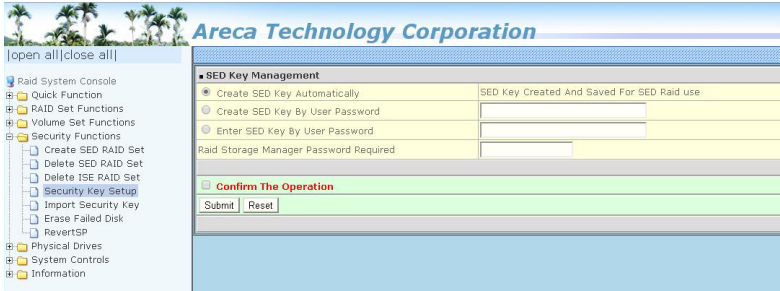 Areca Technology Corporation
|open all|close all|
Raid System Console
Quick Function
RAID Set Functions
Volume Set Functions
Security Functions
Create SED RAID Set
Delete SED RAID Set
Delete ISE RAID Set
Security Key Setup
Import Security Key
Erase Failed Disk
RevertSP
Physical Drives
System Controls
Information
SED Key Management
Create SED Key Automatically SED Key Created And Saved For SED Raid use
Create SED Key By User Password
Enter SED Key By User Password
Raid Storage Manager Password Required
Confirm The Operation
Submit Reset